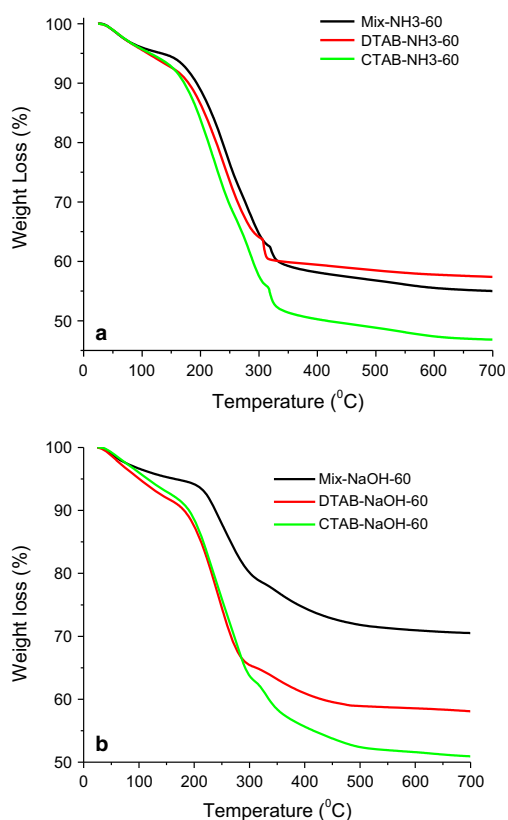 Mix-NH3-60
DTAB-NH3-60
CTAB-NH3-60
100
90
80
70
60
50
Weight Loss (%)
a
0 100 200 300 400 500 600 700
Temperature (⁰C)
Mix-NaOH-60
DTAB-NaOH-60
CTAB-NaOH-60
100
90
80
70
60
50
Weight loss (%)
b
0 100 200 300 400 500 600 700
Temperature (⁰C)